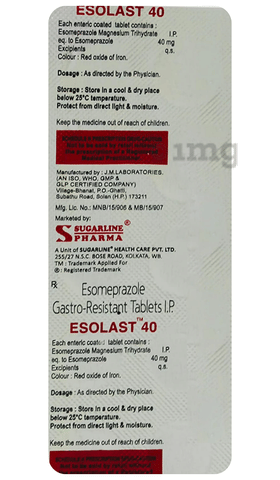 ESOLAST 40
Each enteric coated tablet contains :
Esomeprazole Magnesium Trihydrate I.P.
eq. to Esomeprazole 40 mg
Excipients q.s.
Colour : Red oxide of Iron.
Dosage : As directed by the Physician.
Storage : Store in a cool & dry place
below 25°C temperature.
Protect from direct light & moisture.
Keep the medicine out of reach of children.
1mg
Manufactured by : J.M.LABORATORIES.
(AN ISO, WHO, GMP &
GLP CERTIFIED COMPANY)
Village-Bhanat, P.O.-Ghatti,
Subathu Road, Solan (H.P.) 173211
Mfg. Lic. No.: MNB/15/906 & MB/15/907
Marketed by:
S SUGARLINE®
PHARMA
A Unit of SUGARLINE® HEALTH CARE PVT. LTD.
255/27 N.S.C. BOSE ROAD, KOLKATA, WB.
TM : Trademark Applied For
® : Registered Trademark
Rx Esomeprazole
Gastro-Resistant Tablets I.P.
ESOLAST™ 40
Each enteric coated tablet contains :
Esomeprazole Magnesium Trihydrate I.P.
eq. to Esomeprazole 40 mg
Excipients q.s.
Colour : Red oxide of Iron.
Dosage : As directed by the Physician.
Storage : Store in a cool & dry place
below 25°C temperature.
Protect from direct light & moisture.
Keep the medicine out of reach of children.